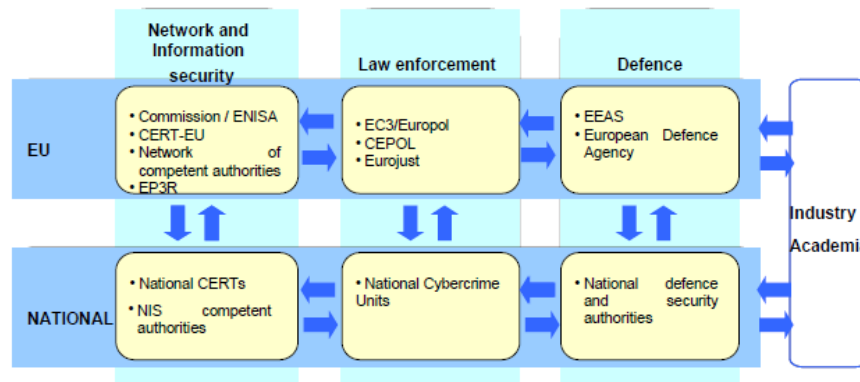 Network and
Information
security
Law enforcement
Defence
EU
• Commission / ENISA
• CERT-EU
• Network of
competent authorities
• EP3R
• EC3/Europol
• CEPOL
• Eurojust
• EEAS
• European Defence
Agency
Industry
Academi
NATIONAL
• National CERTs
• NIS competent
authorities
• National Cybercrime
Units
• National defence
and security
authorities